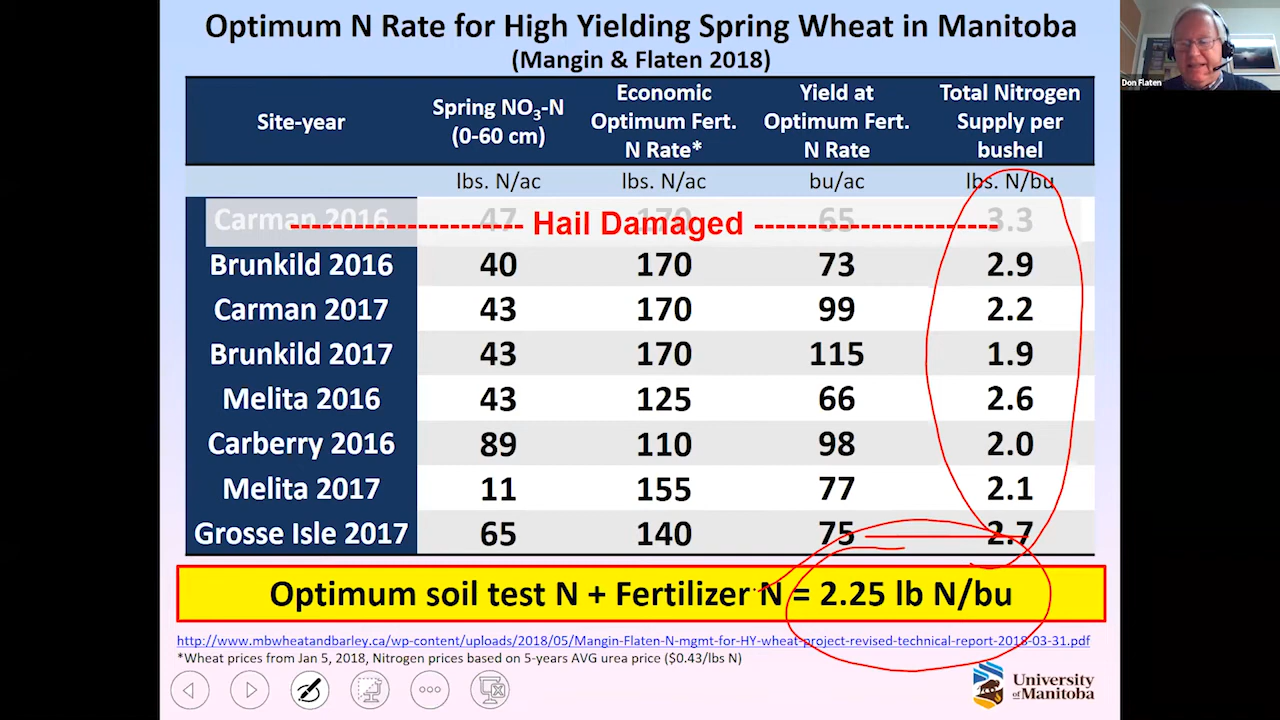 Optimum N Rate for High Yielding Spring Wheat in Manitoba
(Mangin & Flaten 2018)
Don Flaten
Site-year Spring NO₃-N (0-60 cm) Economic Optimum Fert. N Rate* Yield at Optimum Fert. N Rate Total Nitrogen Supply per bushel
lbs. N/ac lbs. N/ac bu/ac lbs. N/bu
Carman 2016 47 170 65 3.3
Hail Damaged
Brunkild 2016 40 170 73 2.9
Carman 2017 43 170 99 2.2
Brunkild 2017 43 170 115 1.9
Melita 2016 43 125 66 2.6
Carberry 2016 89 110 98 2.0
Melita 2017 11 155 77 2.1
Grosse Isle 2017 65 140 75 2.7
Optimum soil test N + Fertilizer N = 2.25 lb N/bu
http://www.mbwheatandbarley.ca/wp-content/uploads/2018/05/Mangin-Flaten-N-mgmt-for-HY-wheat-project-revised-technical-report-2018-03-31.pdf
*Wheat prices from Jan 5, 2018, Nitrogen prices based on 5-years AVG urea price ($0.43/lbs N)
University
of Manitoba